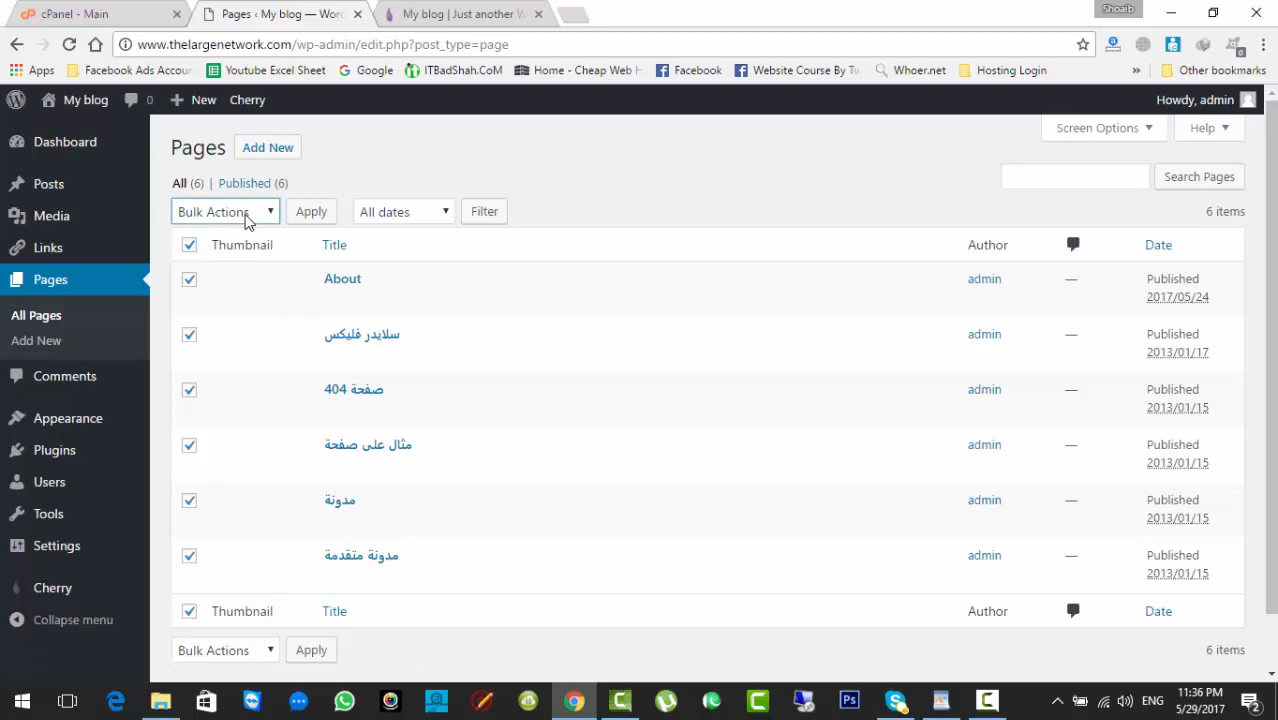 cPanel - Main
Pages ‹ My blog — Word
My blog | Just another W
Shoaib
www.thelargenetwork.com/wp-admin/edit.php?post_type=page
0
Apps
Facebook Ads Accoun
Youtube Excel Sheet
Google
ITBadShah.CoM
Home - Cheap Web H
Facebook
Website Course By Tw
Whoer.net
Hosting Login
»
Other bookmarks
My blog
0
New
Cherry
Howdy, admin
Dashboard
Posts
Media
Links
Pages
All Pages
Add New
Comments
Appearance
Plugins
Users
Tools
Settings
Cherry
Collapse menu
Screen Options
Help
Pages
Add New
All (6) | Published (6)
Search Pages
Bulk Actions
Apply
All dates
Filter
6 items
Thumbnail Title Author Date
About admin — Published
2017/05/24
سلايدر فليكس admin — Published
2013/01/17
صفحة 404 admin — Published
2013/01/15
مثال على صفحة admin — Published
2013/01/15
مدونة admin — Published
2013/01/15
مدونة متقدمة admin — Published
2013/01/15
Thumbnail Title Author Date
Bulk Actions
Apply
6 items
Ps
ENG
11:36 PM
5/29/2017
2